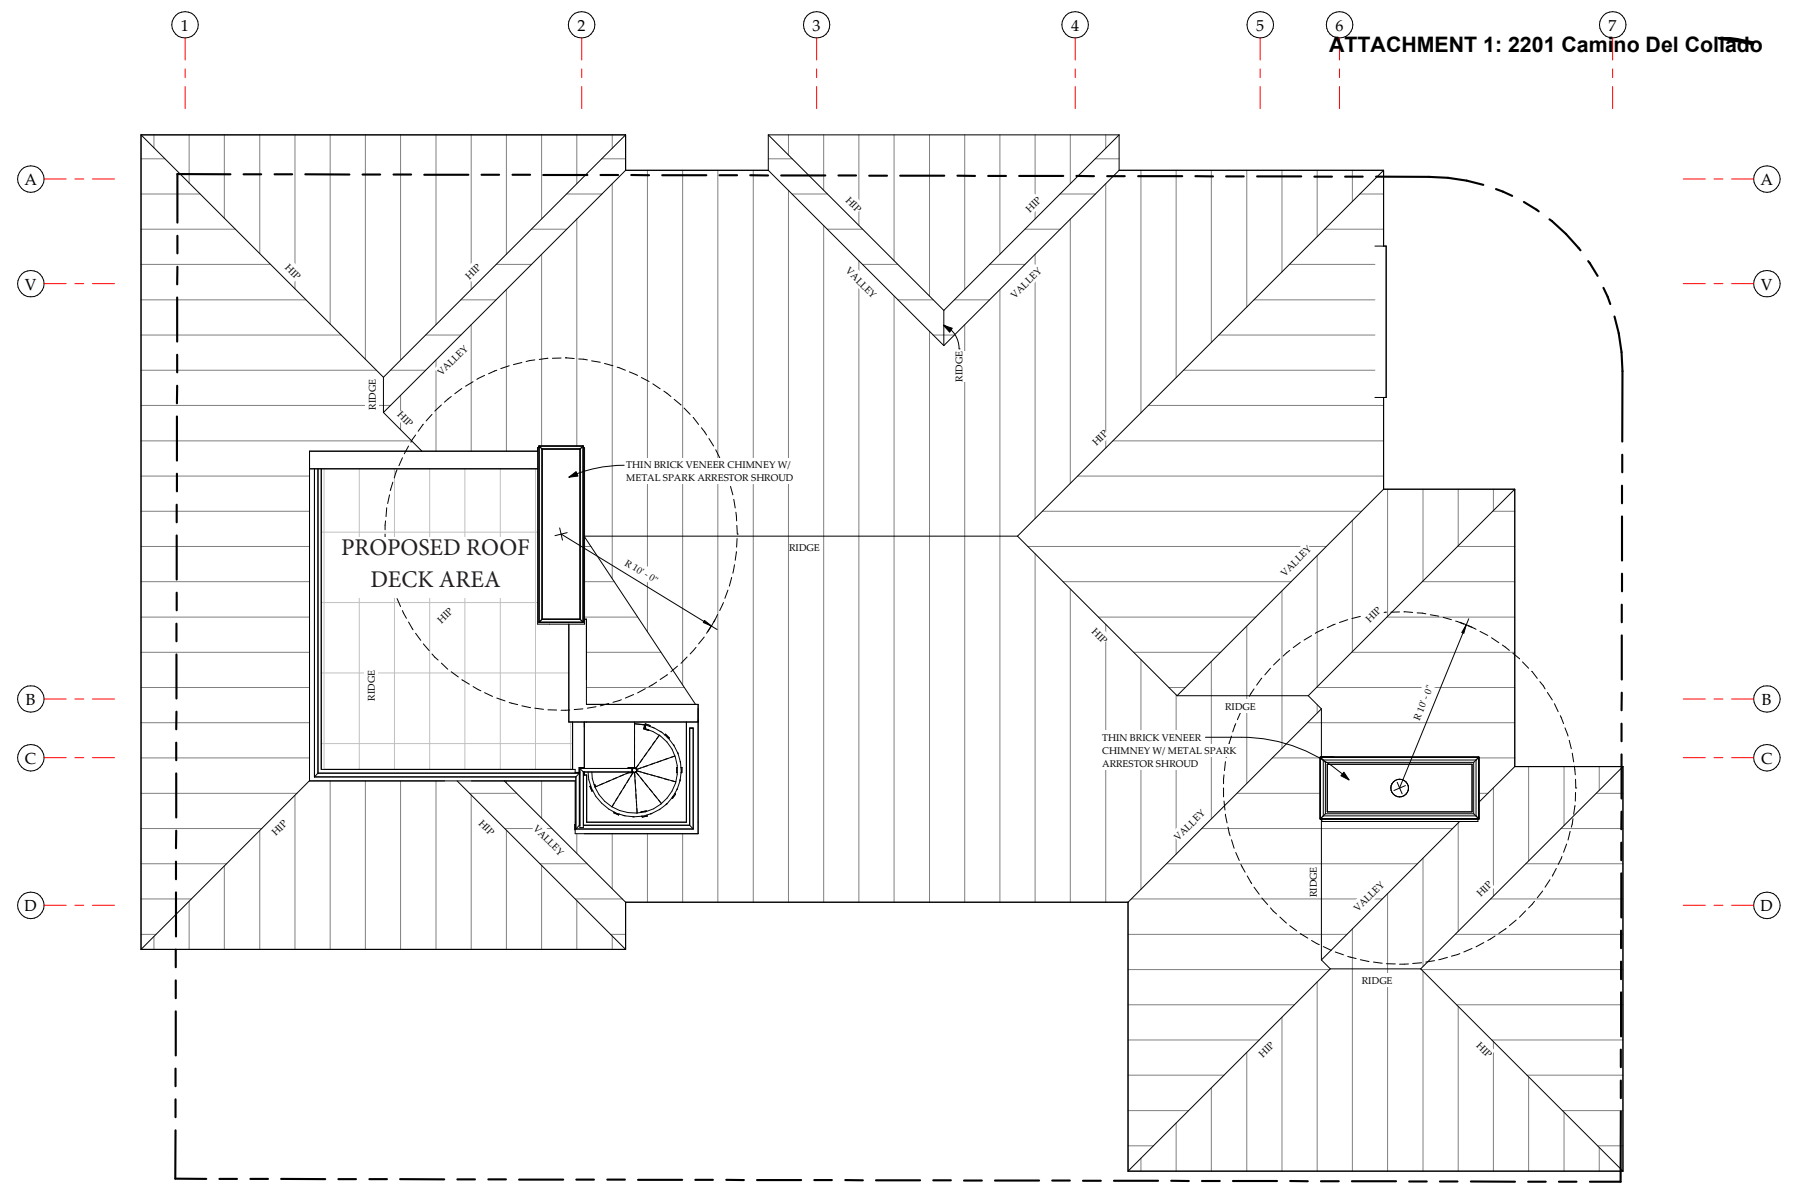 1 2 3 4 5 6 7
ATTACHMENT 1: 2201 Camino Del Collado
A A
HIP HIP
V HIP HIP VALLEY VALLEY V
VALLEY RIDGE
RIDGE
HIP
HIP
THIN BRICK VENEER CHIMNEY W/
METAL SPARK ARRESTOR SHROUD
PROPOSED ROOF
DECK AREA
RIDGE
R 10' - 0"
VALLEY
HIP
HIP
HIP
RIDGE
B B
RIDGE
R 10' - 0"
THIN BRICK VENEER
CHIMNEY W/ METAL SPARK
ARRESTOR SHROUD
C C
HIP HIP VALLEY VALLEY
RIDGE VALLEY HIP
D D
RIDGE
HIP HIP